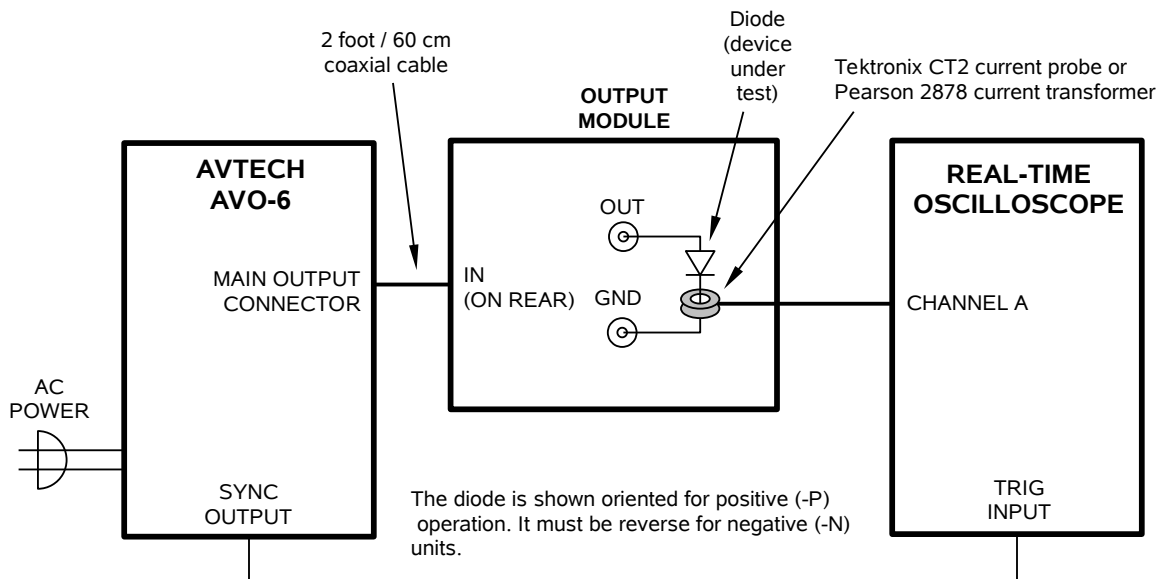 2 foot / 60 cm
coaxial cable
Diode
(device
under
test)
Tektronix CT2 current probe or
Pearson 2878 current transformer
OUTPUT
MODULE
AVTECH
AVO-6
REAL-TIME
OSCILLOSCOPE
OUT
MAIN OUTPUT
CONNECTOR
IN
(ON REAR)
GND
CHANNEL A
AC
POWER
SYNC
OUTPUT
The diode is shown oriented for positive (-P)
operation. It must be reverse for negative (-N)
units.
TRIG
INPUT